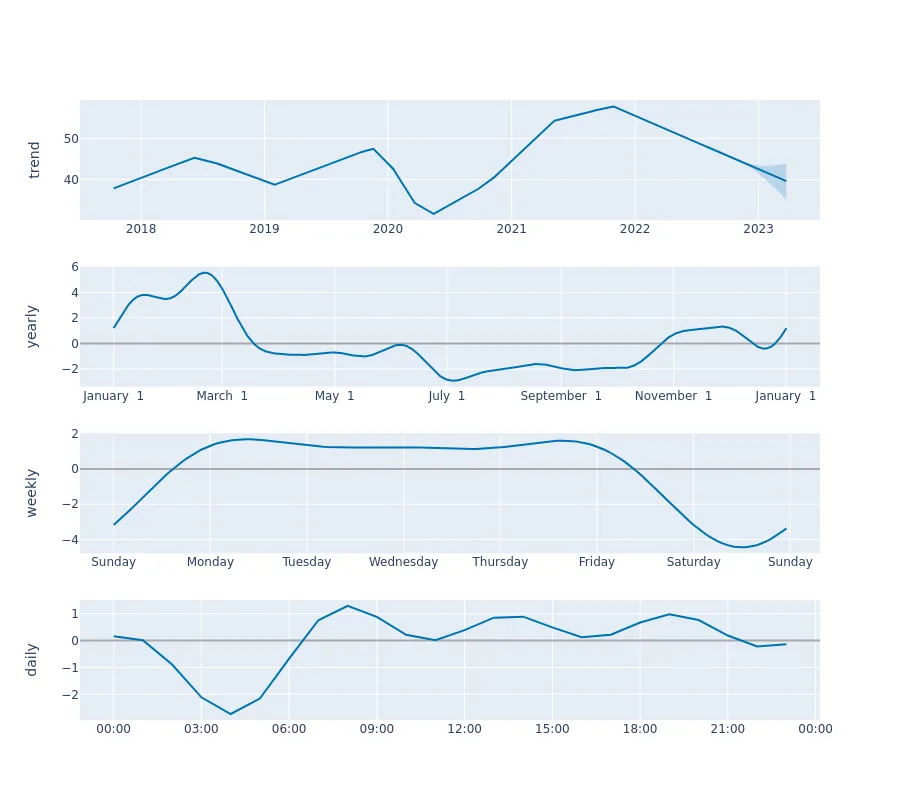 trend
50
40
2018 2019 2020 2021 2022 2023
yearly
6
4
2
0
−2
January 1 March 1 May 1 July 1 September 1 November 1 January 1
weekly
2
0
−2
−4
Sunday Monday Tuesday Wednesday Thursday Friday Saturday Sunday
daily
1
0
−1
−2
00:00 03:00 06:00 09:00 12:00 15:00 18:00 21:00 00:00